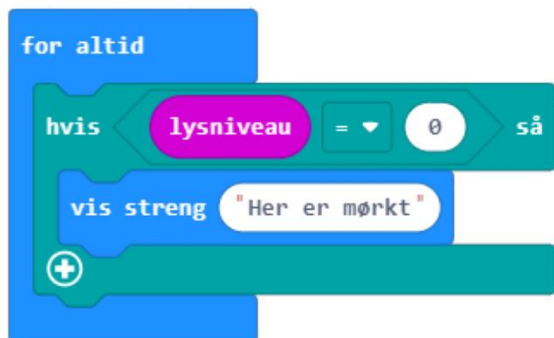 for altid
hvis lysniveau = 0 så
vis streng "Her er mørkt"